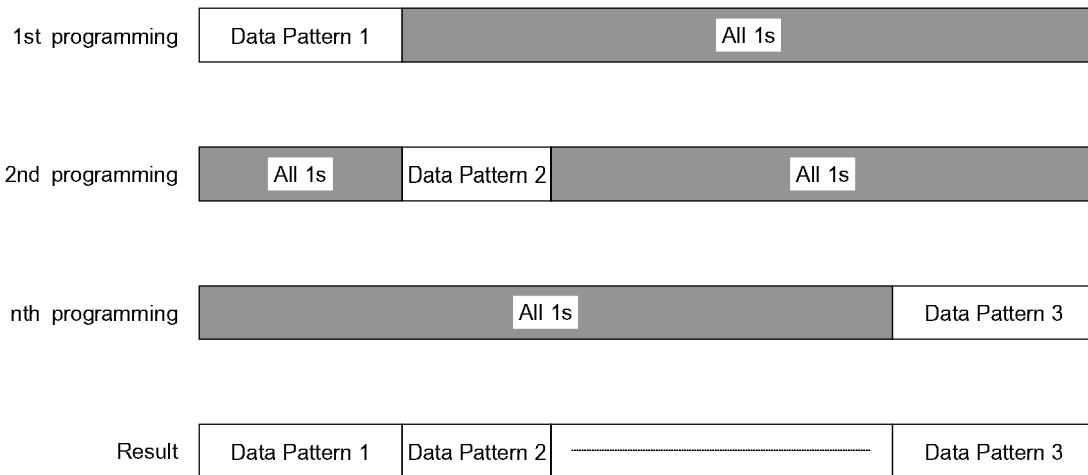 1st programming Data Pattern 1 All 1s
2nd programming All 1s Data Pattern 2 All 1s
nth programming All 1s Data Pattern 3
Result Data Pattern 1 Data Pattern 2 Data Pattern 3